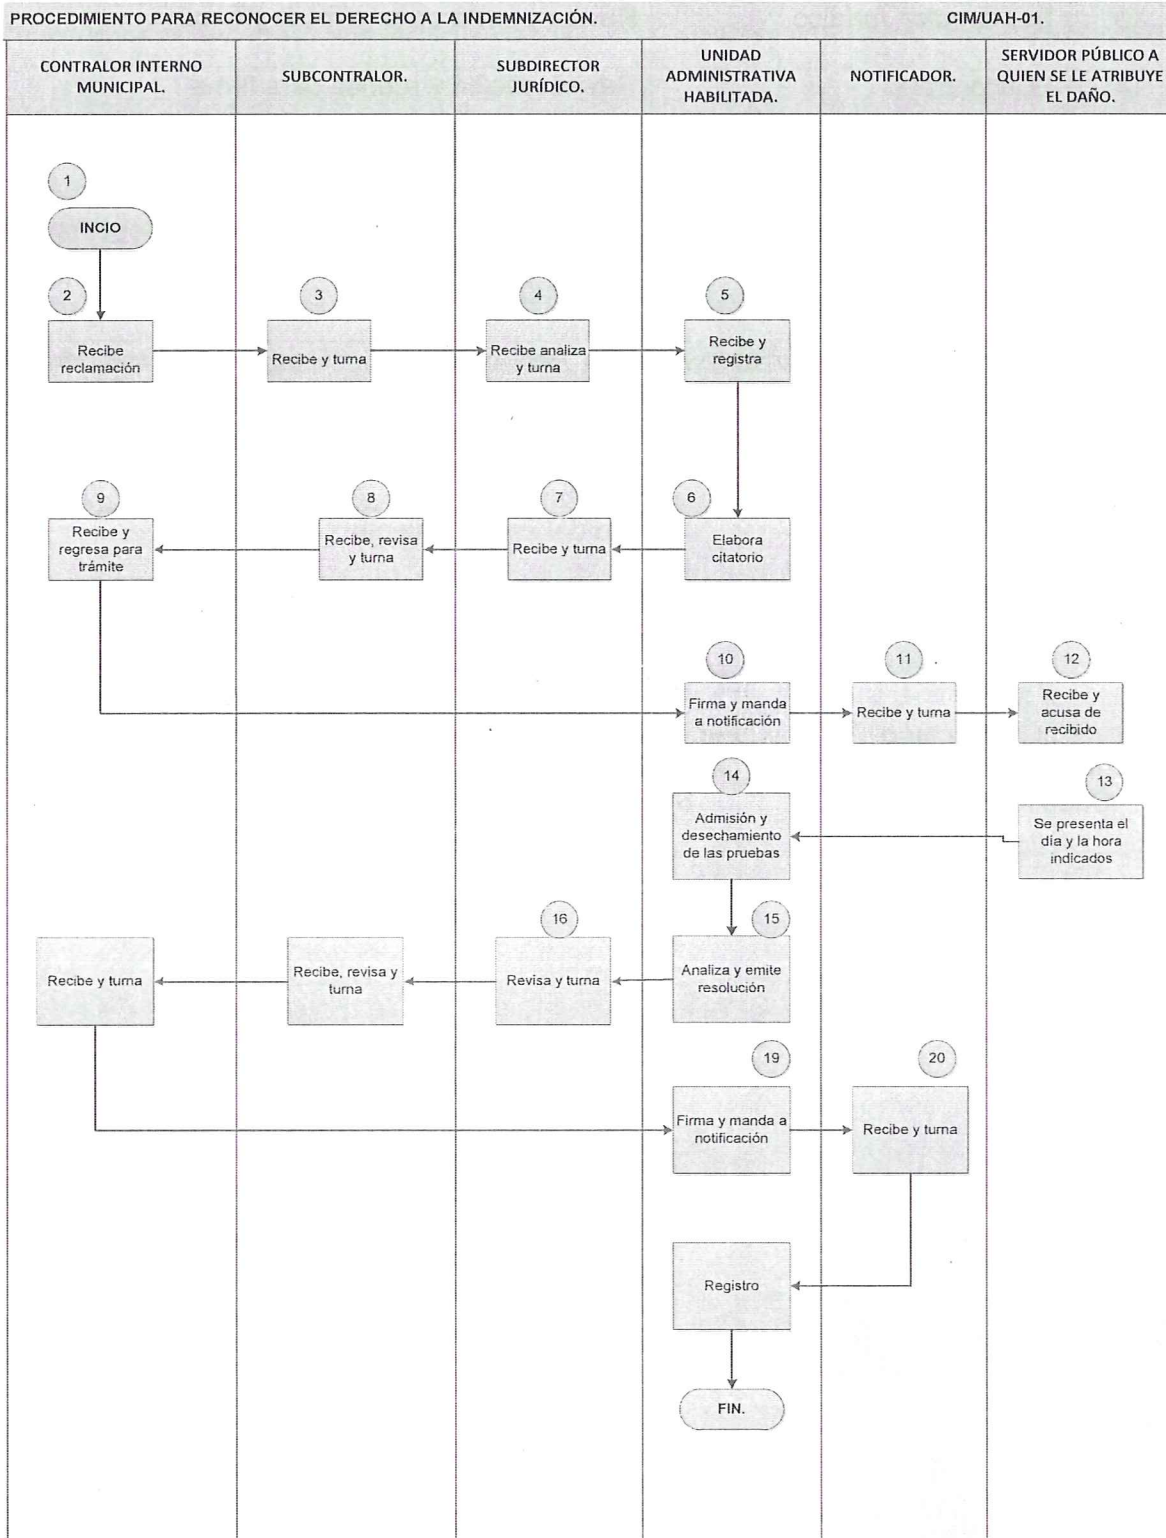 PROCEDIMIENTO PARA RECONOCER EL DERECHO A LA INDEMNIZACIÓN.
CIM/UAH-01.
CONTRALOR INTERNO
MUNICIPAL.
SUBCONTRALOR.
SUBDIRECTOR
JURÍDICO.
UNIDAD
ADMINISTRATIVA
HABILITADA.
NOTIFICADOR.
SERVIDOR PÚBLICO A
QUIEN SE LE ATRIBUYE
EL DAÑO.
1
INCIO
2
Recibe
reclamación
3
Recibe y turna
4
Recibe analiza
y turna
5
Recibe y
registra
6
Elabora
citatorio
7
Recibe y turna
8
Recibe, revisa
y turna
9
Recibe y
regresa para
trámite
10
Firma y manda
a notificación
11
Recibe y turna
12
Recibe y
acusa de
recibido
13
Se presenta el
día y la hora
indicados
14
Admisión y
desechamiento
de las pruebas
15
Analiza y emite
resolución
16
Revisa y turna
Recibe, revisa y
turna
Recibe y turna
19
Firma y manda a
notificación
20
Recibe y turna
Registro
FIN.